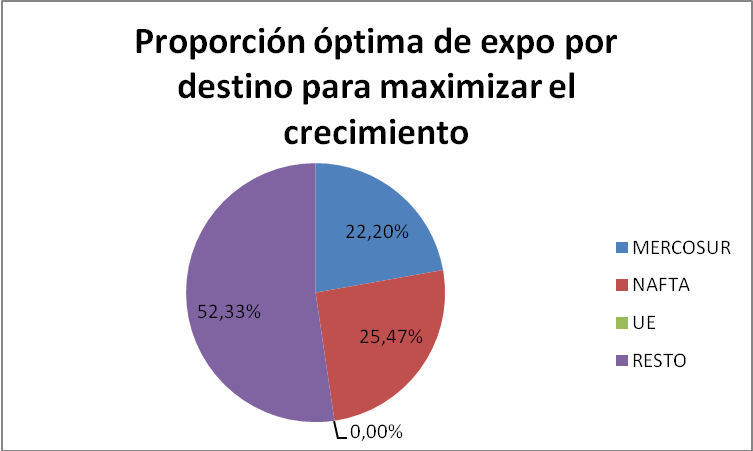 Proporción óptima de expo por
destino para maximizar el
crecimiento
22,20%
25,47%
0,00%
52,33%
MERCOSUR
NAFTA
UE
RESTO